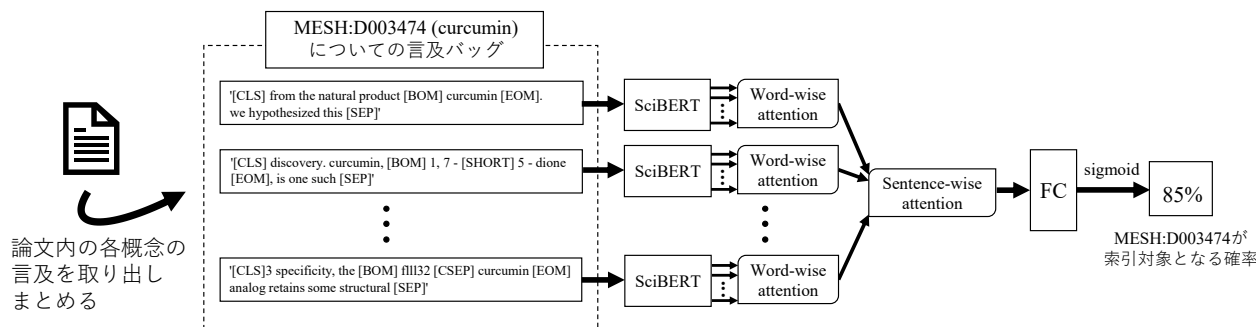 MESH:D003474 (curcumin)
についての言及バッグ
'[CLS] from the natural product [BOM] curcumin [EOM].
we hypothesized this [SEP]'
SciBERT
Word-wise
attention
'[CLS] discovery. curcumin, [BOM] 1, 7 - [SHORT] 5 - dione
[EOM], is one such [SEP]'
SciBERT
Word-wise
attention
'[CLS]3 specificity, the [BOM] flll32 [CSEP] curcumin [EOM]
analog retains some structural [SEP]'
SciBERT
Word-wise
attention
論文内の各概念の
言及を取り出し
まとめる
Sentence-wise
attention
FC
sigmoid
85%
MESH:D003474が
索引対象となる確率